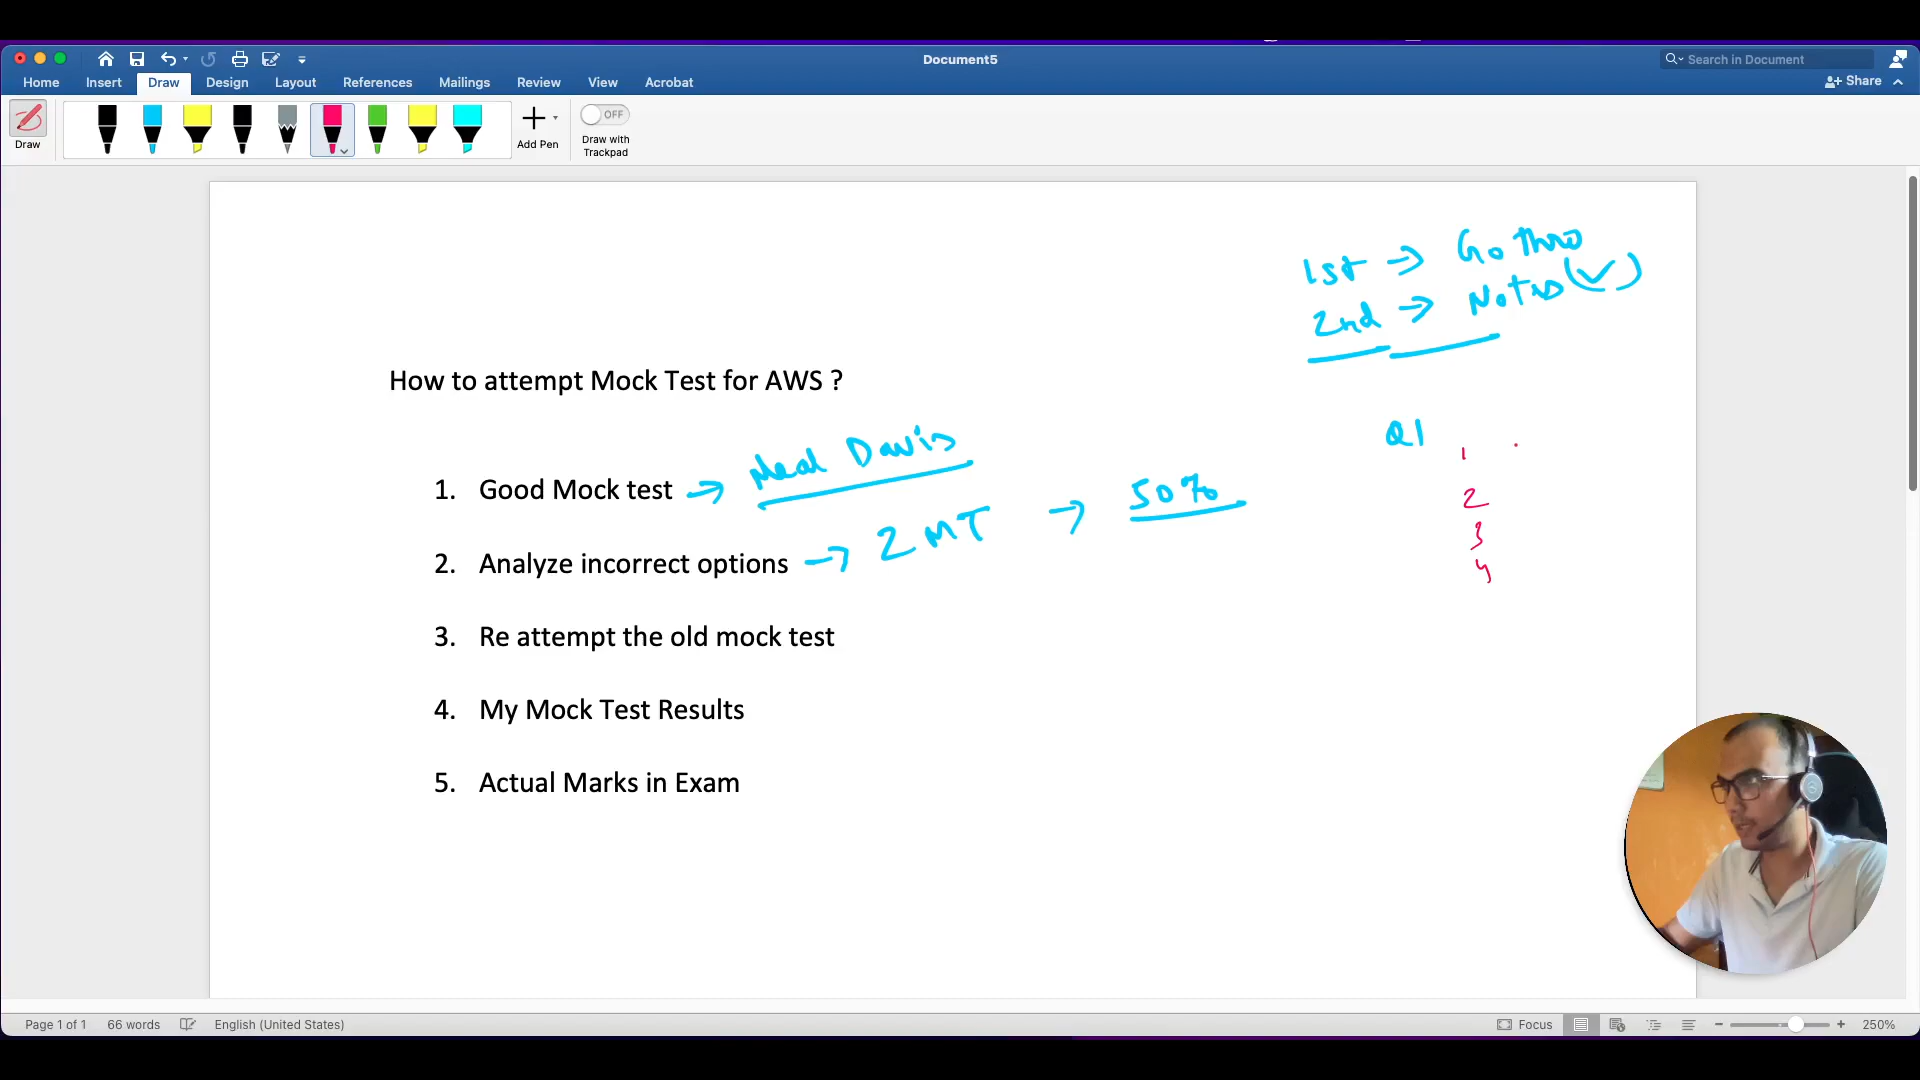 Document5
Search in Document
Home Insert Draw Design Layout References Mailings Review View Acrobat
Share
OFF
Draw
Add Pen
Draw with
Trackpad
1st → Go thro
2nd → Notes (✓)
How to attempt Mock Test for AWS ?
Q1
1
2
3
4
1. Good Mock test → Neal Davis
2. Analyze incorrect options → 2 MT → 50%
3. Re attempt the old mock test
4. My Mock Test Results
5. Actual Marks in Exam
Page 1 of 1 66 words English (United States) Focus 250%